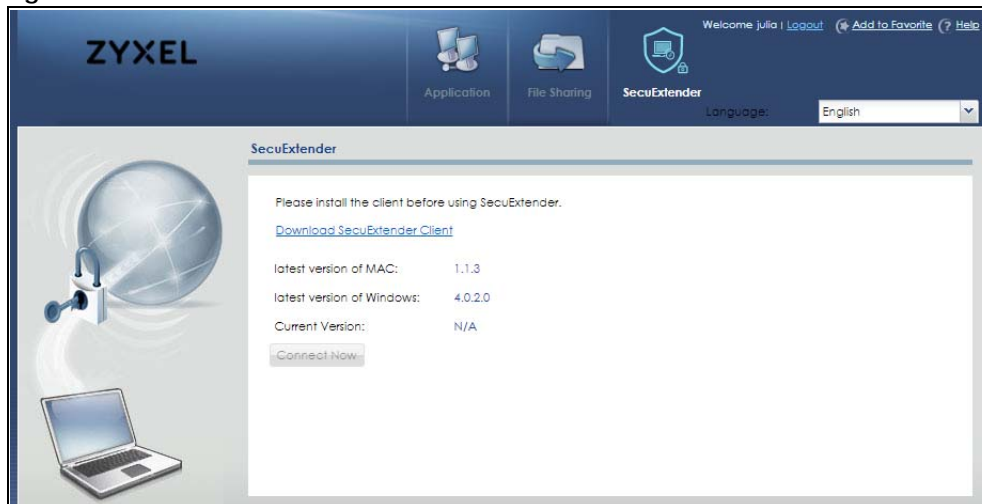 ZYXEL
Welcome julia | Logout Add to Favorite ? Help
Application
File Sharing
SecuExtender
Language: English
SecuExtender
Please install the client before using SecuExtender.
Download SecuExtender Client
latest version of MAC: 1.1.3
latest version of Windows: 4.0.2.0
Current Version: N/A
Connect Now